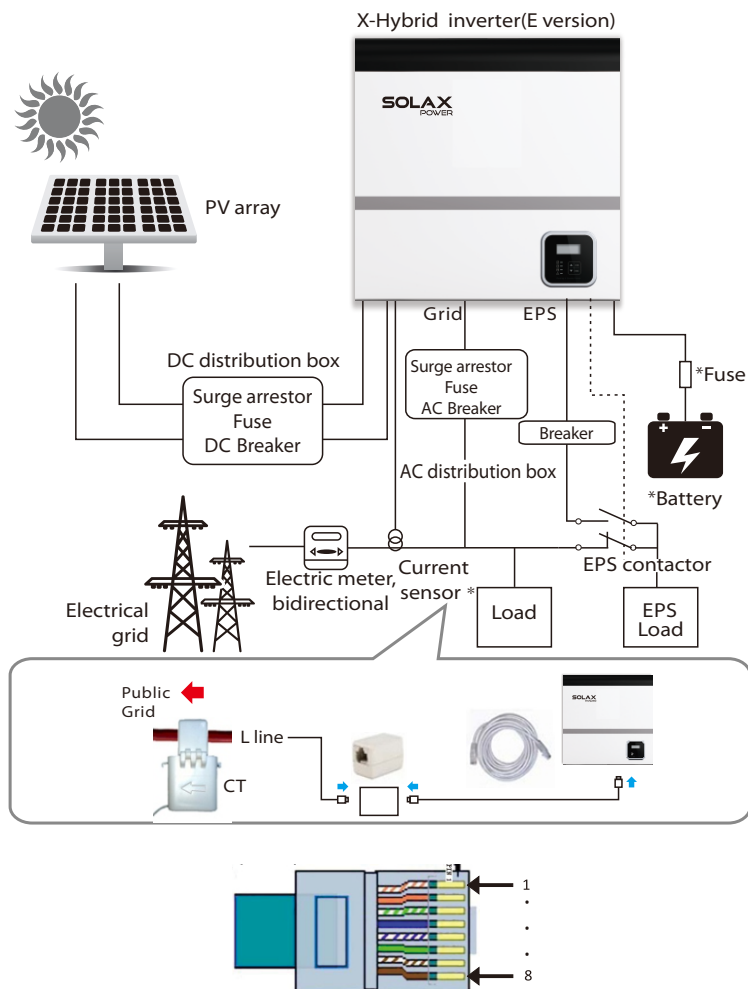 X-Hybrid inverter(E version)
SOLAX
POWER
PV array
Grid
EPS
DC distribution box
Surge arrestor
Fuse
DC Breaker
Surge arrestor
Fuse
AC Breaker
*Fuse
Breaker
AC distribution box
+ -
*Battery
Electrical
grid
Electric meter,
bidirectional
Current
sensor *
EPS contactor
Load
EPS
Load
Public
Grid
L line
CT
SOLAX
1
8